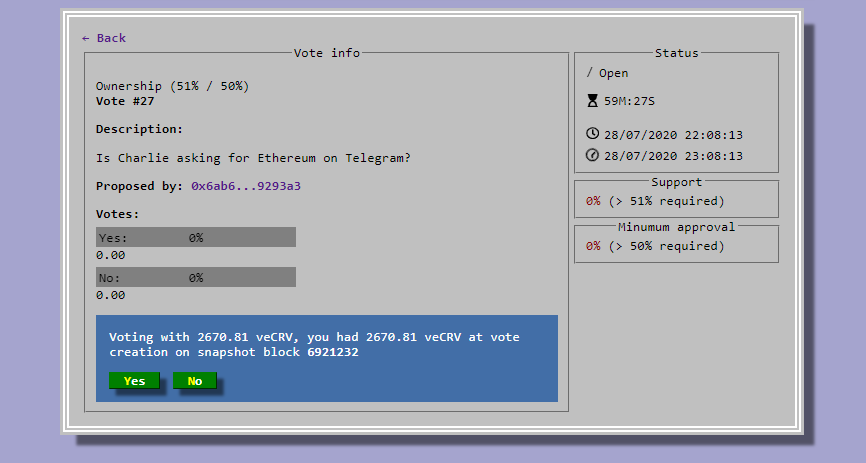 ← Back
Vote info
Ownership (51% / 50%)
Vote #27
Description:
Is Charlie asking for Ethereum on Telegram?
Proposed by: 0x6ab6...9293a3
Votes:
Yes: 0%
0.00
No: 0%
0.00
Voting with 2670.81 veCRV, you had 2670.81 veCRV at vote
creation on snapshot block 6921232
Yes No
Status
/ Open
59M:27S
28/07/2020 22:08:13
28/07/2020 23:08:13
Support
0% (> 51% required)
Minumum approval
0% (> 50% required)